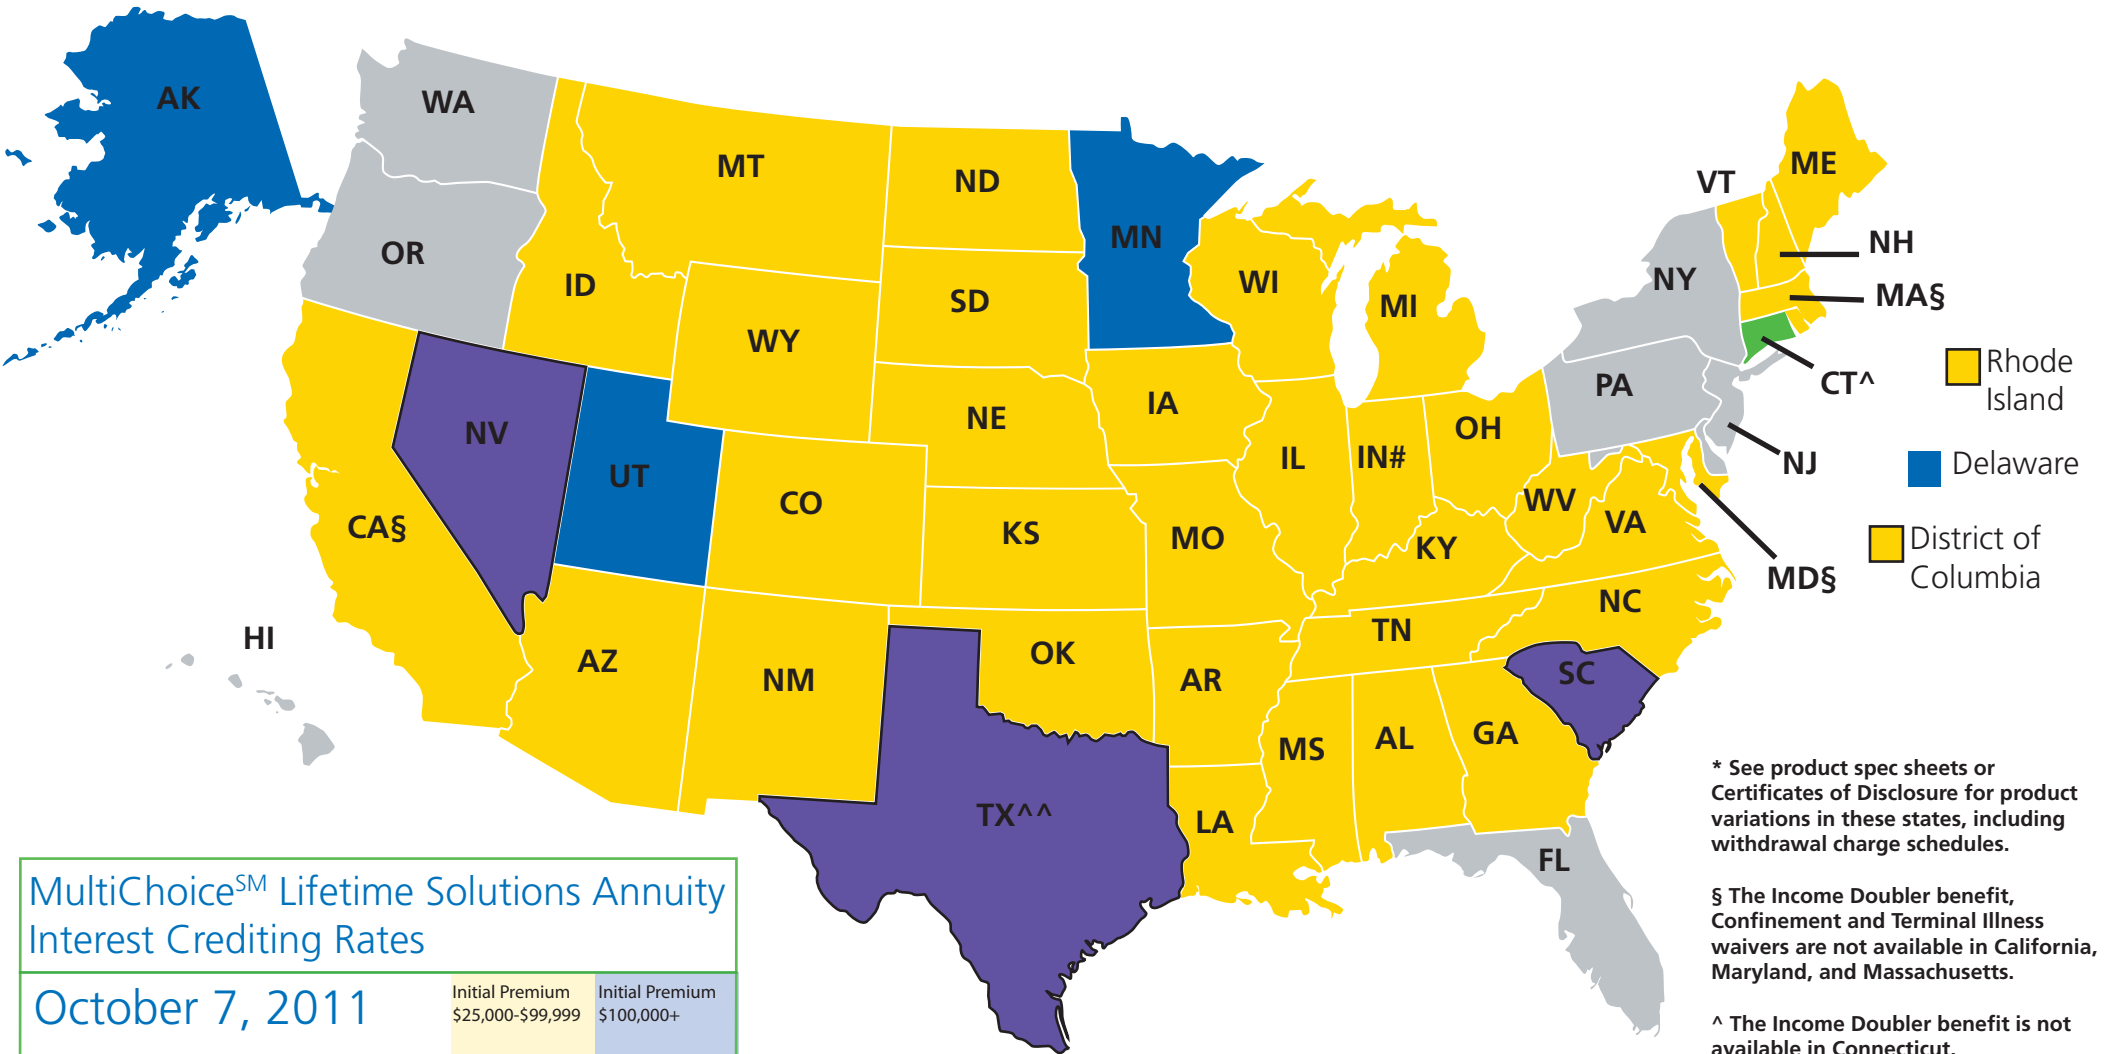 AK
WA
MT
ND
MN
VT
ME
OR
ID
SD
WI
MI
NY
NH
MA§
WY
CT^
Rhode
Island
NV
NE
IA
PA
UT
CO
IL
IN#
OH
NJ
Delaware
CA§
KS
MO
KY
WV
VA
MD§
District of
Columbia
HI
AZ
NM
OK
AR
TN
NC
SC
TX^^
LA
MS
AL
GA
FL
* See product spec sheets or
Certificates of Disclosure for product
variations in these states, including
withdrawal charge schedules.
§ The Income Doubler benefit,
Confinement and Terminal Illness
waivers are not available in California,
Maryland, and Massachusetts.
^ The Income Doubler benefit is not
available in Connecticut.
MultiChoiceSM Lifetime Solutions Annuity
Interest Crediting Rates
October 7, 2011
Initial Premium
$25,000-$99,999
Initial Premium
$100,000+